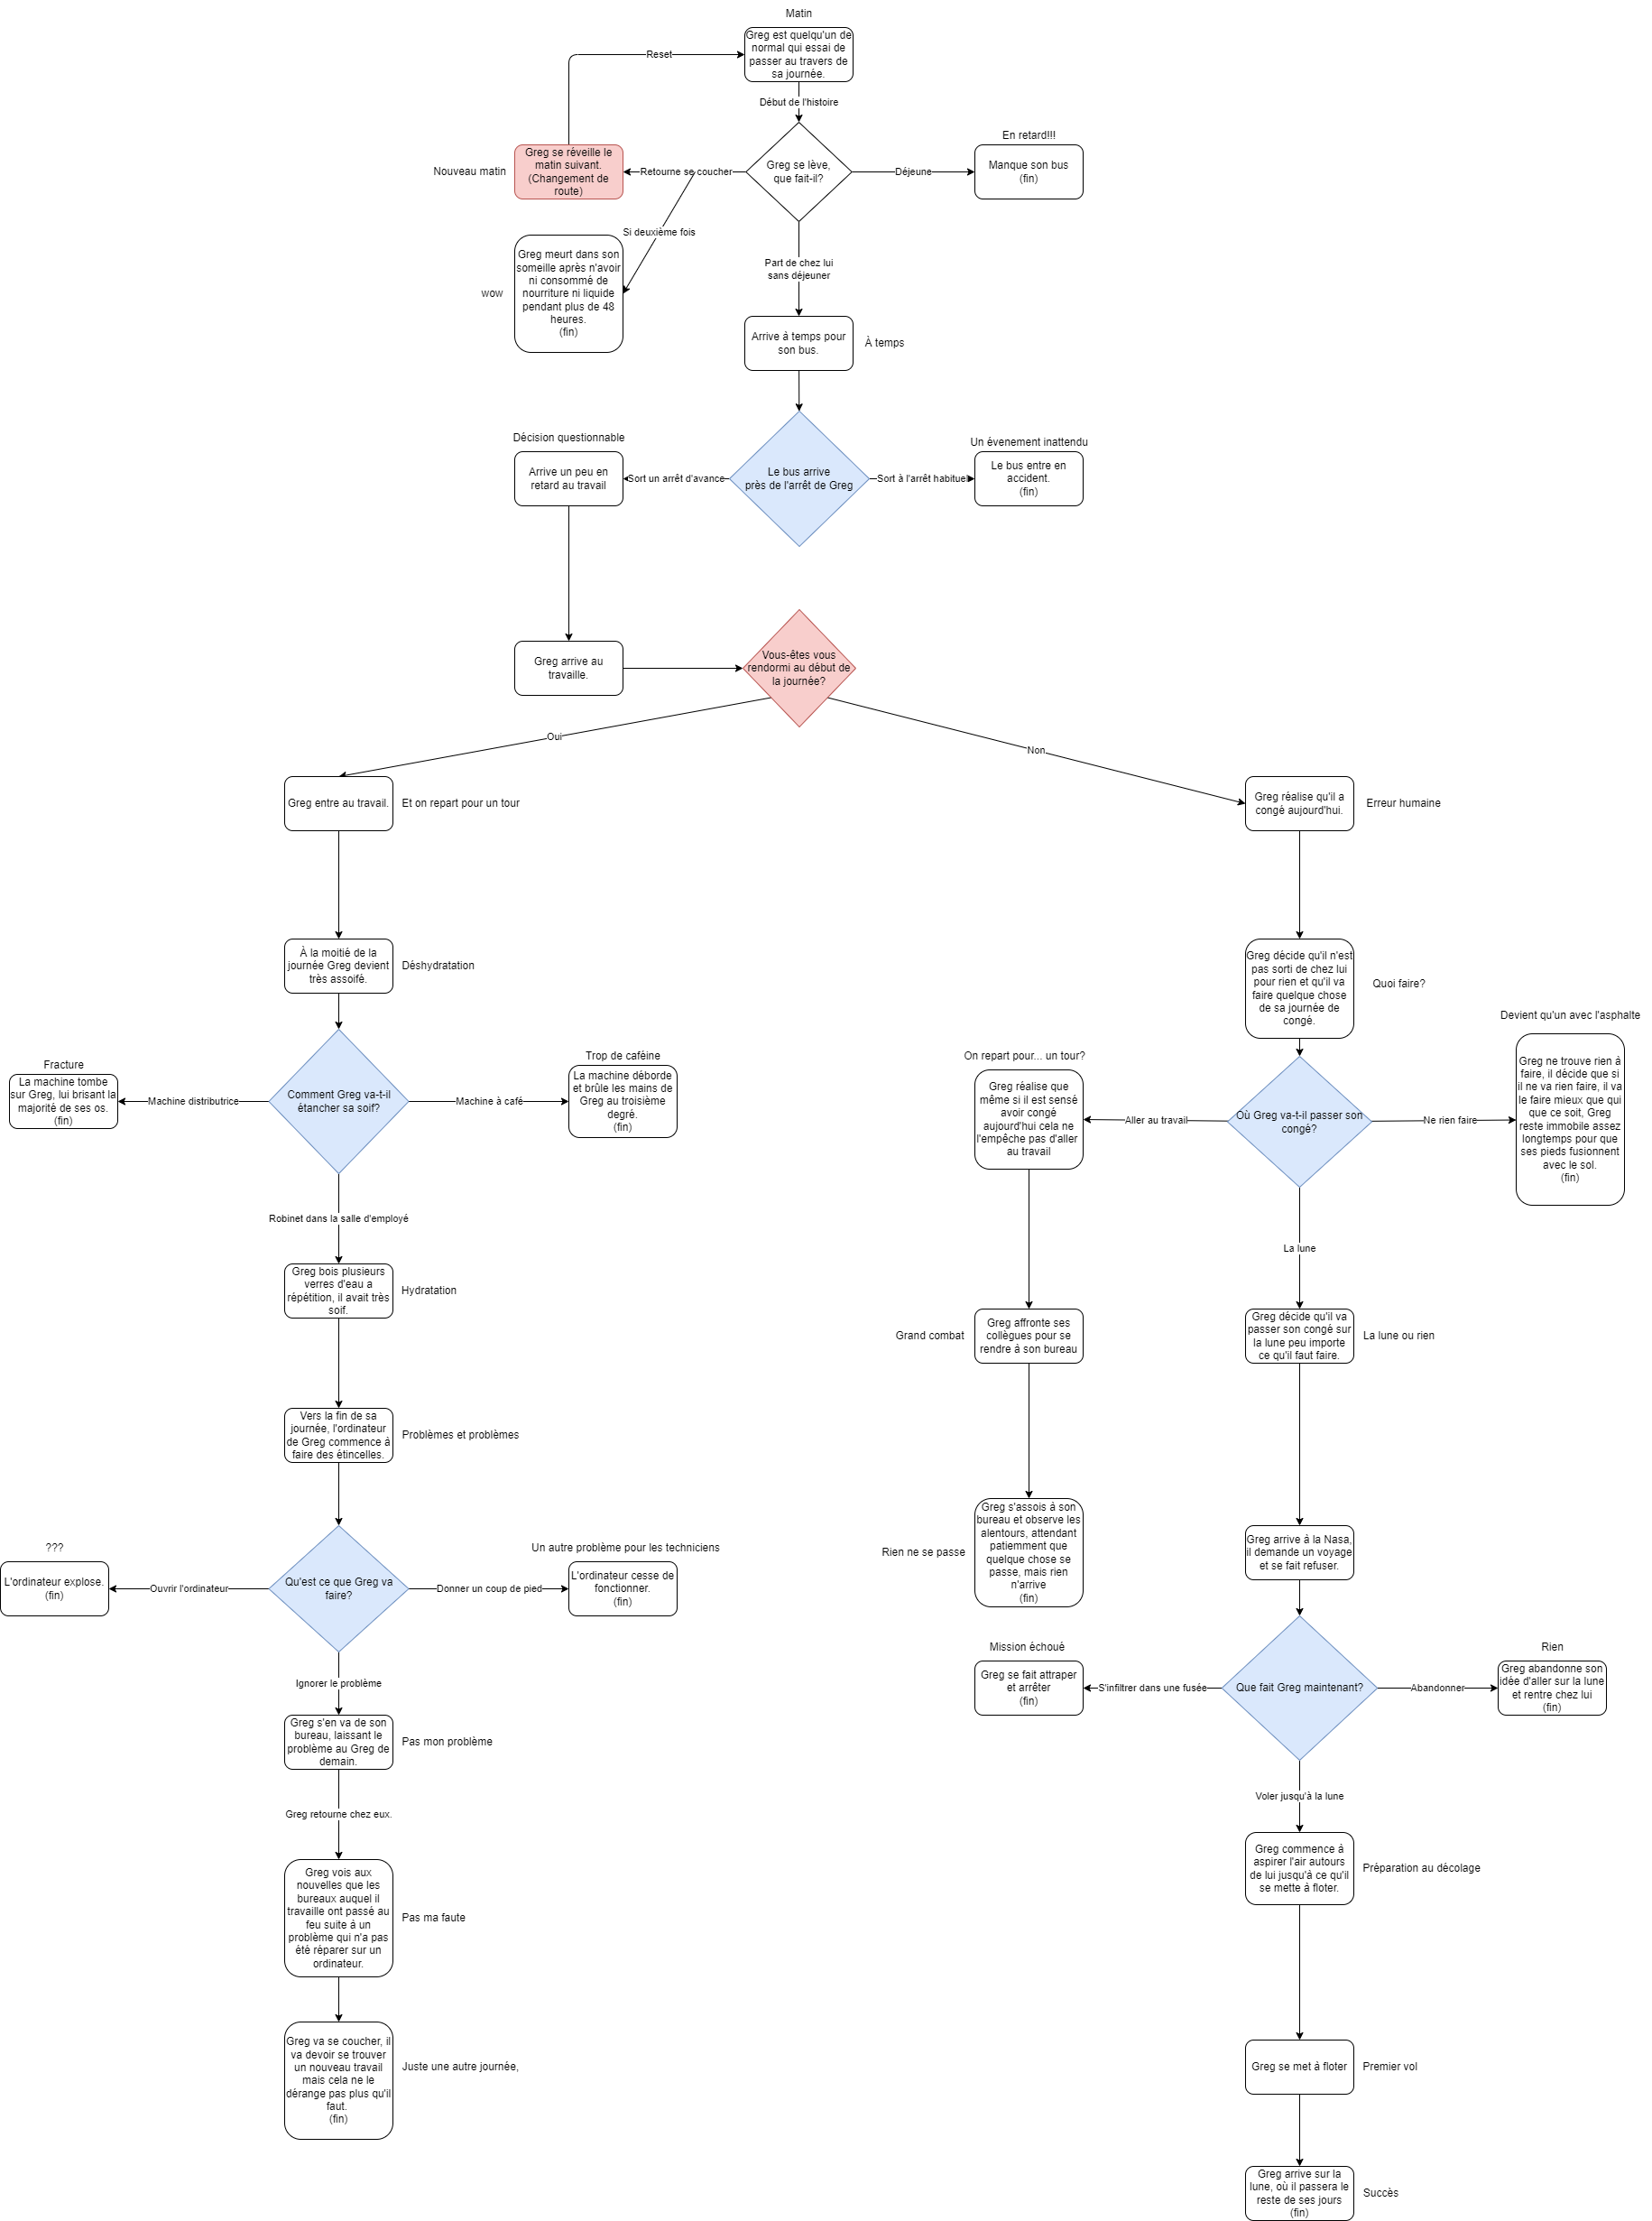 Matin
Greg est quelqu'un de
normal qui essai de
passer au travers de
sa journée.
Reset
Début de l'histoire
Nouveau matin
Greg se réveille le
matin suivant.
(Changement de
route)
Retourne se coucher
Greg se lève,
que fait-il?
Déjeune
En retard!!!
Manque son bus
(fin)
Si deuxième fois
wow
Greg meurt dans son
someille après n'avoir
ni consommé de
nourriture ni liquide
pendant plus de 48
heures.
(fin)
Part de chez lui
sans déjeuner
Arrive à temps pour
son bus.
À temps
Décision questionnable
Arrive un peu en
retard au travail
Sort un arrêt d'avance
Le bus arrive
près de l'arrêt de Greg
Sort à l'arrêt habituel
Un évenement inattendu
Le bus entre en
accident.
(fin)
Greg arrive au
travaille.
Vous-êtes vous
rendormi au début de
la journée?
Oui
Non
Greg entre au travail.
Et on repart pour un tour
Greg réalise qu'il a
congé aujourd'hui.
Erreur humaine
À la moitié de la
journée Greg devient
très assoifé.
Déshydratation
Greg décide qu'il n'est
pas sorti de chez lui
pour rien et qu'il va
faire quelque chose
de sa journée de
congé.
Quoi faire?
Fracture
La machine tombe
sur Greg, lui brisant la
majorité de ses os.
(fin)
Machine distributrice
Comment Greg va-t-il
étancher sa soif?
Machine à café
Trop de caféine
La machine déborde
et brûle les mains de
Greg au troisième
degré.
(fin)
On repart pour... un tour?
Greg réalise que
même si il est sensé
avoir congé
aujourd'hui cela ne
l'empêche pas d'aller
au travail
Aller au travail
Où Greg va-t-il passer son
congé?
Ne rien faire
Devient qu'un avec l'asphalte
Greg ne trouve rien à
faire, il décide que si
il ne va rien faire, il va
le faire mieux que qui
que ce soit, Greg
reste immobile assez
longtemps pour que
ses pieds fusionnent
avec le sol.
(fin)
Robinet dans la salle d'employé
La lune
Greg bois plusieurs
verres d'eau a
répétition, il avait très
soif.
Hydratation
Grand combat
Greg affronte ses
collègues pour se
rendre à son bureau
Greg décide qu'il va
passer son congé sur
la lune peu importe
ce qu'il faut faire.
La lune ou rien
Vers la fin de sa
journée, l'ordinateur
de Greg commence à
faire des étincelles.
Problèmes et problèmes
Rien ne se passe
Greg s'assois à son
bureau et observe les
alentours, attendant
patiemment que
quelque chose se
passe, mais rien
n'arrive
(fin)
Greg arrive à la Nasa,
il demande un voyage
et se fait refuser.
???
L'ordinateur explose.
(fin)
Ouvrir l'ordinateur
Qu'est ce que Greg va
faire?
Donner un coup de pied
Un autre problème pour les techniciens
L'ordinateur cesse de
fonctionner.
(fin)
Mission échoué
Greg se fait attraper
et arrêter
(fin)
S'infiltrer dans une fusée
Que fait Greg maintenant?
Abandonner
Rien
Greg abandonne son
idée d'aller sur la lune
et rentre chez lui
(fin)
Ignorer le problème
Greg s'en va de son
bureau, laissant le
problème au Greg de
demain.
Pas mon problème
Voler jusqu'à la lune
Greg retourne chez eux.
Greg commence à
aspirer l'air autours
de lui jusqu'à ce qu'il
se mette à floter.
Préparation au décolage
Greg vois aux
nouvelles que les
bureaux auquel il
travaille ont passé au
feu suite à un
problème qui n'a pas
été réparer sur un
ordinateur.
Pas ma faute
Greg va se coucher, il
va devoir se trouver
un nouveau travail
mais cela ne le
dérange pas plus qu'il
faut.
(fin)
Juste une autre journée,
Greg se met à floter
Premier vol
Greg arrive sur la
lune, où il passera le
reste de ses jours
(fin)
Succès